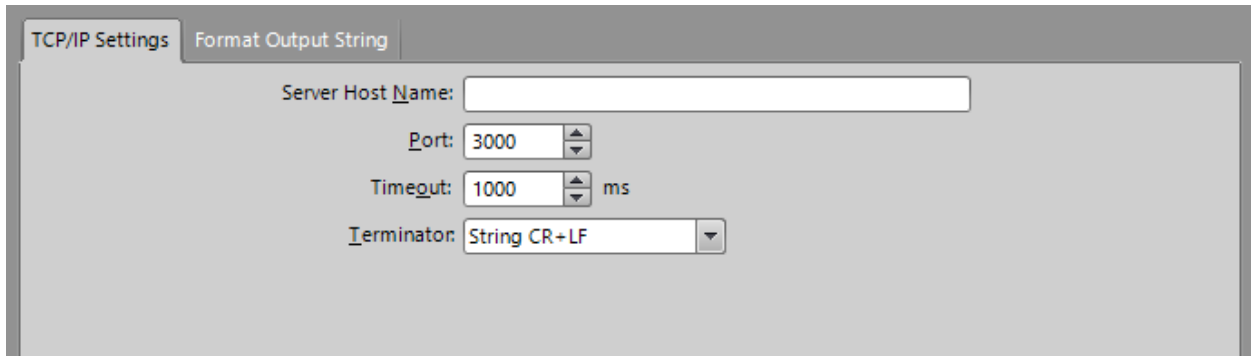 TCP/IP Settings Format Output String
Server Host Name:
Port: 3000
Timeout: 1000 ms
Terminator: String CR+LF